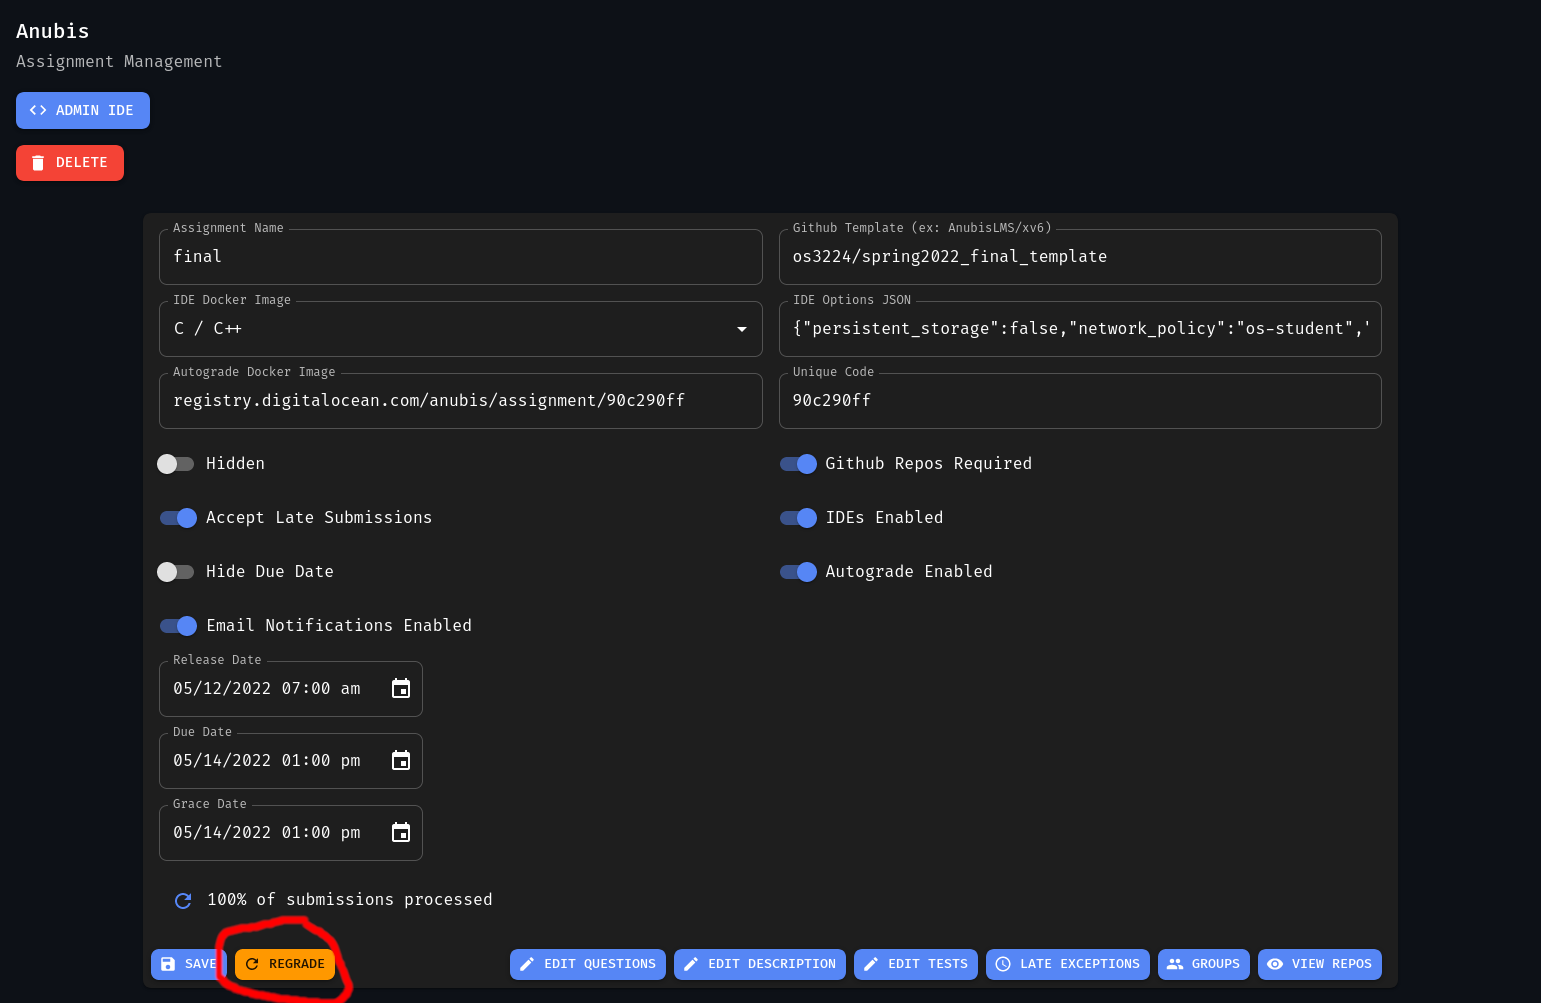 Anubis
Assignment Management
ADMIN IDE
DELETE
Assignment Name
final
Github Template (ex: AnubisLMS/xv6)
os3224/spring2022_final_template
IDE Docker Image
C / C++
IDE Options JSON
{"persistent_storage":false,"network_policy":"os-student",'
Autograde Docker Image
registry.digitalocean.com/anubis/assignment/90c290ff
Unique Code
90c290ff
Hidden
Github Repos Required
Accept Late Submissions
IDEs Enabled
Hide Due Date
Autograde Enabled
Email Notifications Enabled
Release Date
05/12/2022 07:00 am
Due Date
05/14/2022 01:00 pm
Grace Date
05/14/2022 01:00 pm
100% of submissions processed
SAVE
REGRADE
EDIT QUESTIONS
EDIT DESCRIPTION
EDIT TESTS
LATE EXCEPTIONS
GROUPS
VIEW REPOS